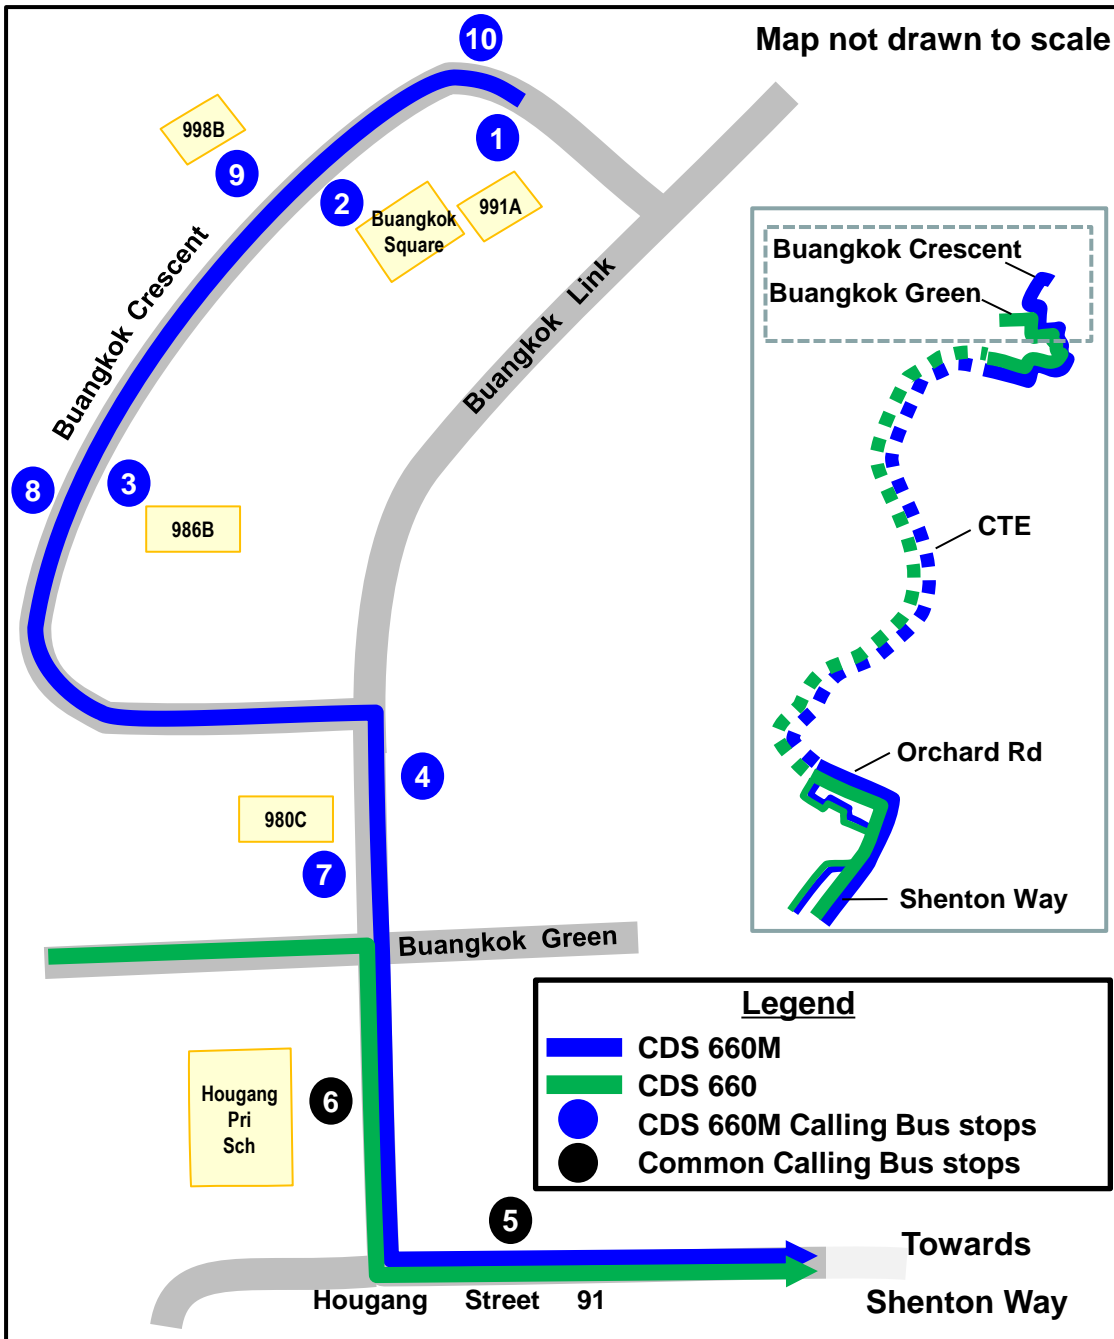 10
Map not drawn to scale
998B
1
9
2
991A
Buangkok
Square
Buangkok Crescent
Buangkok Link
8
3
986B
4
980C
7
Buangkok Green
Hougang
Pri
Sch
6
5
Hougang Street 91
Towards
Shenton Way
Buangkok Crescent
Buangkok Green
CTE
Orchard Rd
Shenton Way
Legend
CDS 660M
CDS 660
CDS 660M Calling Bus stops
Common Calling Bus stops